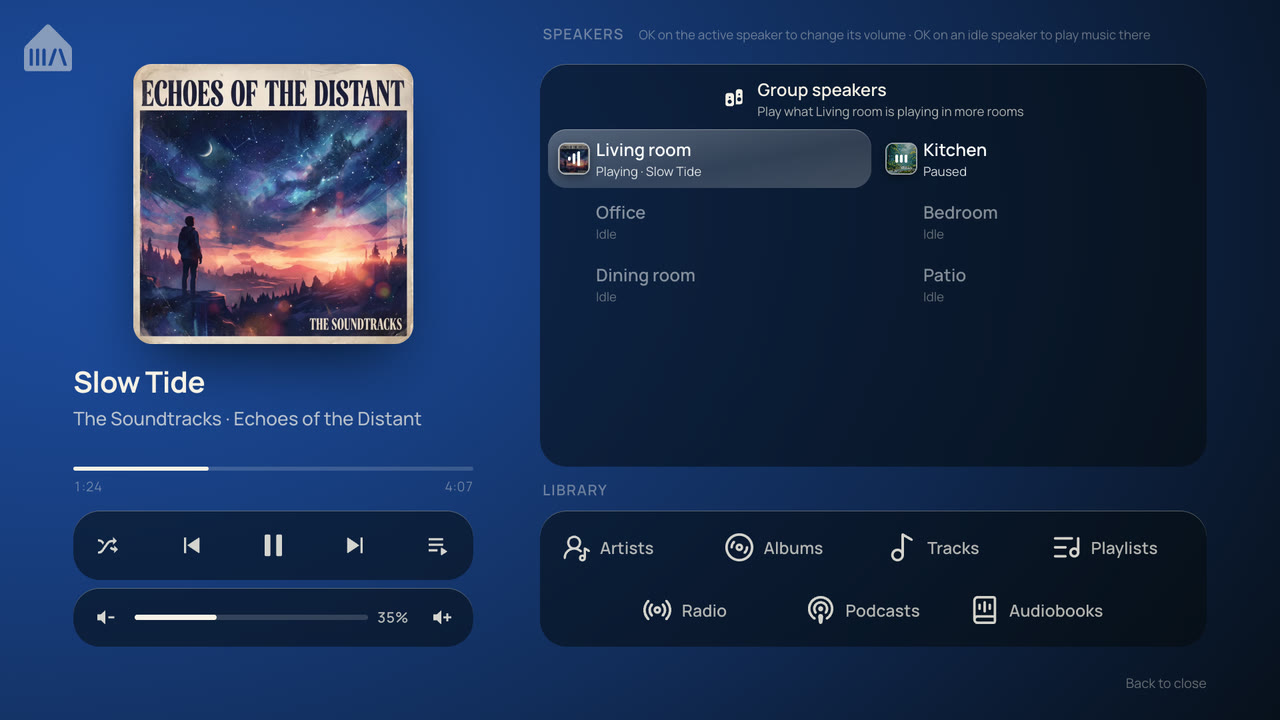 ECHOES OF THE DISTANT
THE SOUNDTRACKS
Slow Tide
The Soundtracks · Echoes of the Distant
1:24
4:07
35%
SPEAKERS
OK on the active speaker to change its volume · OK on an idle speaker to play music there
Group speakers
Play what Living room is playing in more rooms
Living room
Playing · Slow Tide
Kitchen
Paused
Office
Idle
Bedroom
Idle
Dining room
Idle
Patio
Idle
LIBRARY
Artists
Albums
Tracks
Playlists
Radio
Podcasts
Audiobooks
Back to close